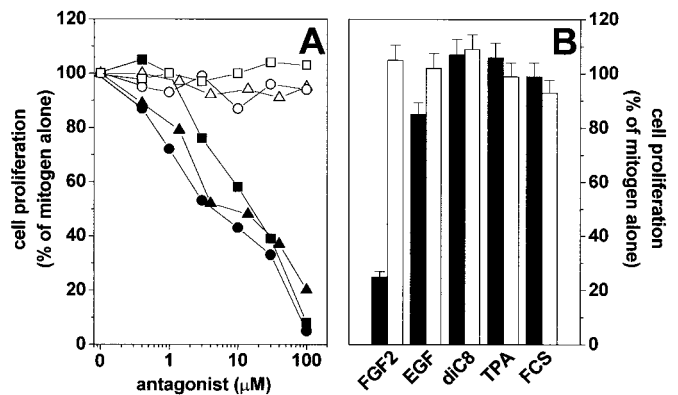 A
B
cell proliferation
(% of mitogen alone)
120
100
80
60
40
20
0
0
1
10
100
antagonist (μM)
FGF2
EGF
diC8
TPA
FCS
120
100
80
60
40
20
0
cell proliferation
(% of mitogen alone)